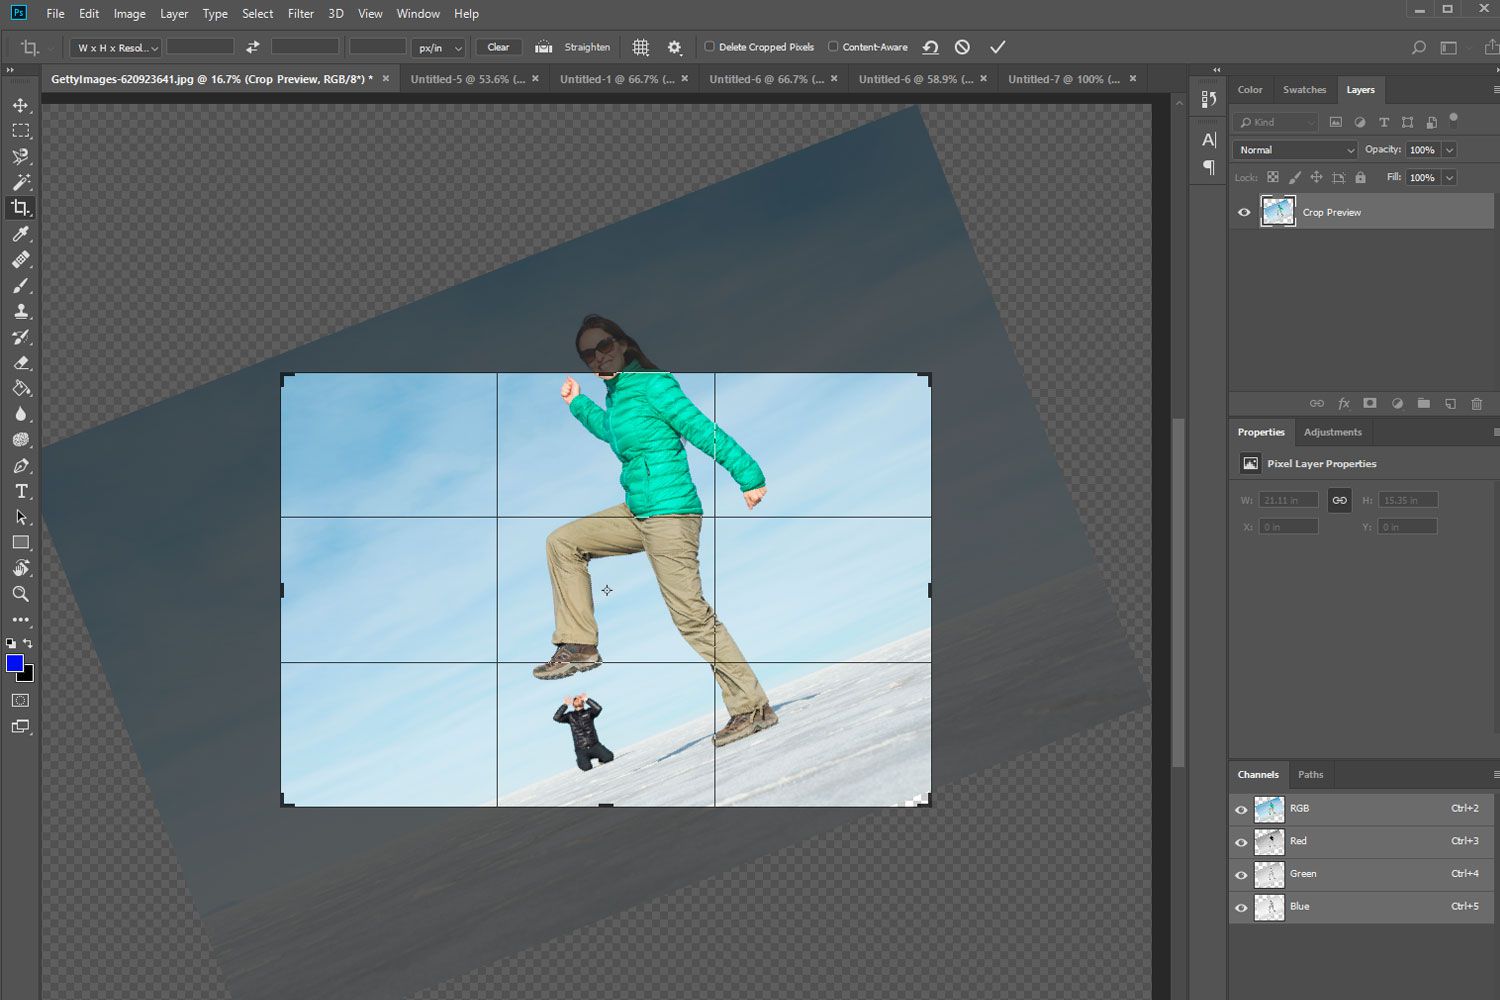 Ps File Edit Image Layer Type Select Filter 3D View Window Help
W x H x Resol... px/in Clear Straighten Delete Cropped Pixels Content-Aware
GettyImages-620923641.jpg @ 16.7% (Crop Preview, RGB/8*) * Untitled-5 @ 53.6% (... Untitled-1 @ 66.7% (... Untitled-6 @ 66.7% (... Untitled-6 @ 58.9% (... Untitled-7 @ 100% (...
Color Swatches Layers
Kind
Normal Opacity: 100%
Lock: Fill: 100%
Crop Preview
fx
Properties Adjustments
Pixel Layer Properties
W: 21.11 in H: 15.35 in
X: 0 in Y: 0 in
Channels Paths
RGB Ctrl+2
Red Ctrl+3
Green Ctrl+4
Blue Ctrl+5